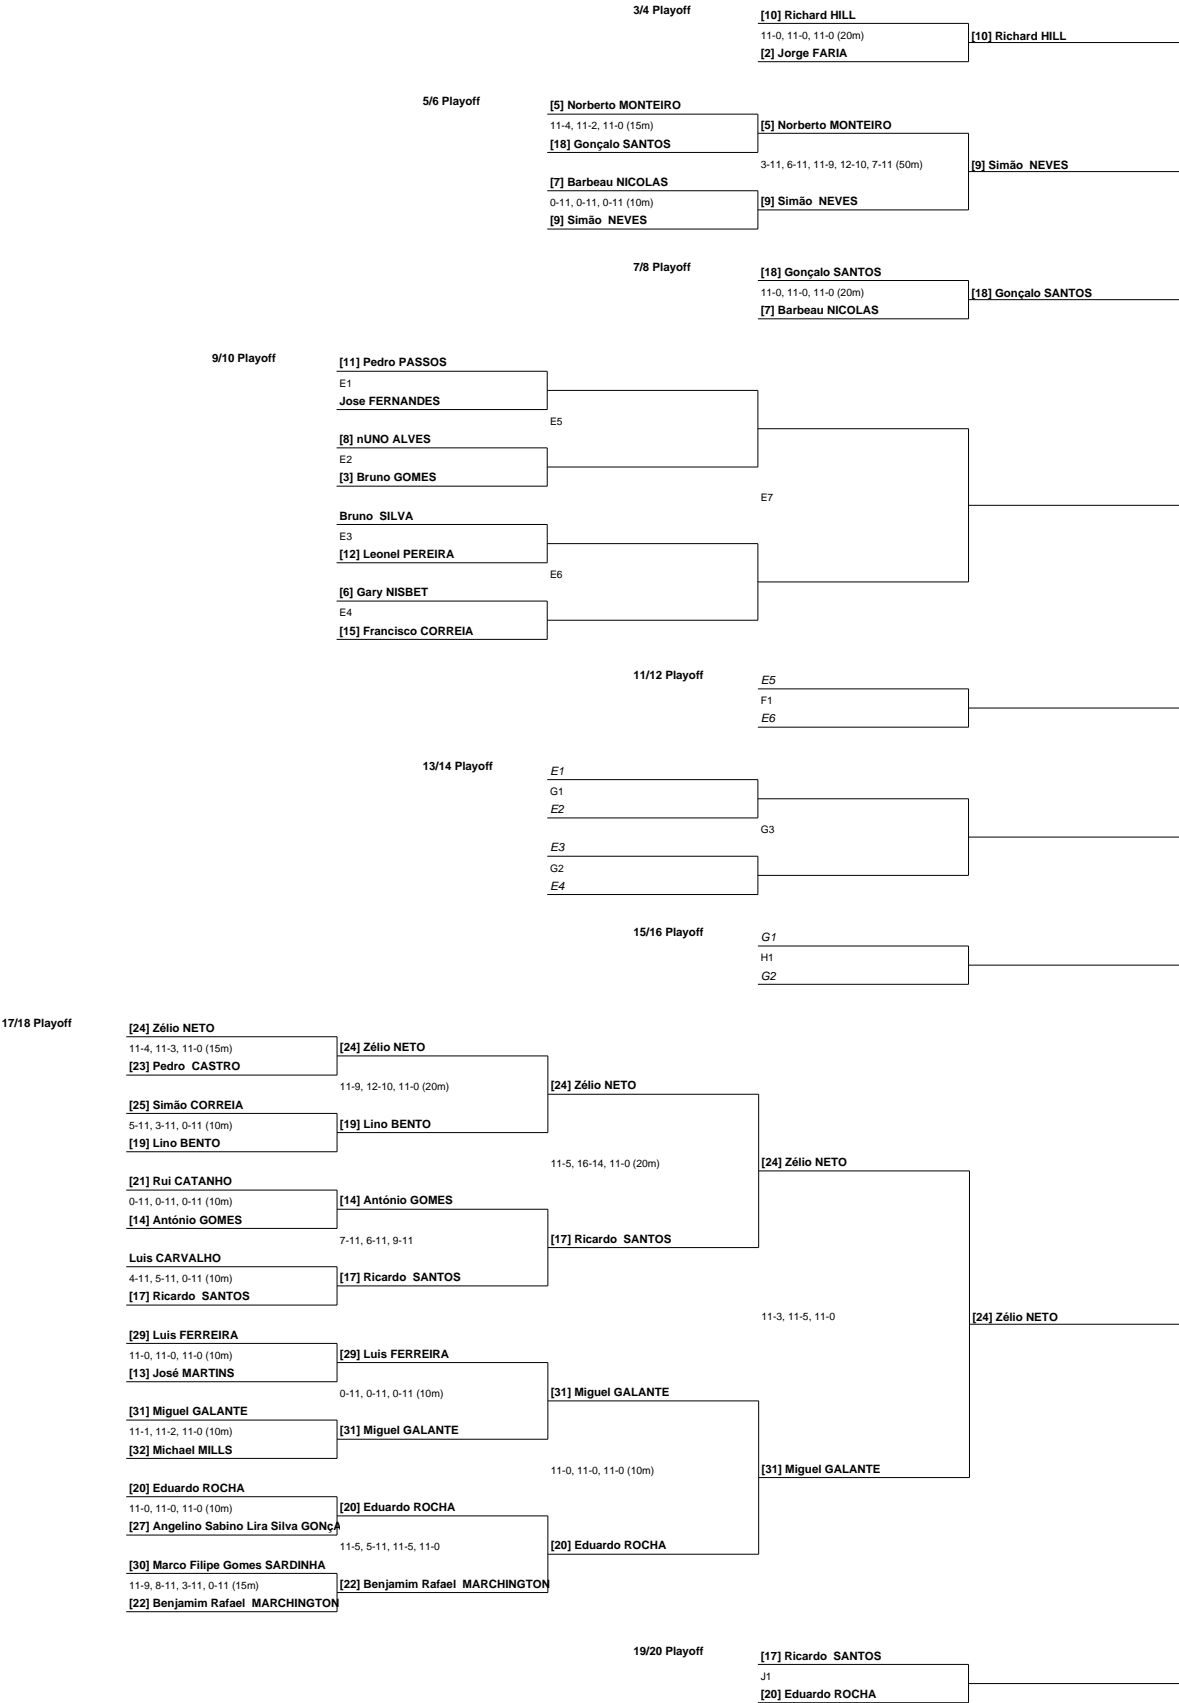 3/4 Playoff
[10] Richard HILL
11-0, 11-0, 11-0 (20m)
[10] Richard HILL
[2] Jorge FARIA
5/6 Playoff
[5] Norberto MONTEIRO
11-4, 11-2, 11-0 (15m)
[5] Norberto MONTEIRO
[18] Gonçalo SANTOS
3-11, 6-11, 11-9, 12-10, 7-11 (50m)
[9] Simão NEVES
[7] Barbeau NICOLAS
0-11, 0-11, 0-11 (10m)
[9] Simão NEVES
[9] Simão NEVES
7/8 Playoff
[18] Gonçalo SANTOS
11-0, 11-0, 11-0 (20m)
[18] Gonçalo SANTOS
[7] Barbeau NICOLAS
9/10 Playoff
[11] Pedro PASSOS
E1
Jose FERNANDES
E5
[8] nUNO ALVES
E2
[3] Bruno GOMES
E7
Bruno SILVA
E3
[12] Leonel PEREIRA
E6
[6] Gary NISBET
E4
[15] Francisco CORREIA
11/12 Playoff
E5
F1
E6
13/14 Playoff
E1
G1
E2
G3
E3
G2
E4
15/16 Playoff
G1
H1
G2
17/18 Playoff
[24] Zélio NETO
11-4, 11-3, 11-0 (15m)
[24] Zélio NETO
[23] Pedro CASTRO
11-9, 12-10, 11-0 (20m)
[24] Zélio NETO
[25] Simão CORREIA
5-11, 3-11, 0-11 (10m)
[19] Lino BENTO
[19] Lino BENTO
11-5, 16-14, 11-0 (20m)
[24] Zélio NETO
[21] Rui CATANHO
0-11, 0-11, 0-11 (10m)
[14] António GOMES
[14] António GOMES
7-11, 6-11, 9-11
[17] Ricardo SANTOS
Luis CARVALHO
4-11, 5-11, 0-11 (10m)
[17] Ricardo SANTOS
[17] Ricardo SANTOS
11-3, 11-5, 11-0
[24] Zélio NETO
[29] Luis FERREIRA
11-0, 11-0, 11-0 (10m)
[29] Luis FERREIRA
[13] José MARTINS
0-11, 0-11, 0-11 (10m)
[31] Miguel GALANTE
[31] Miguel GALANTE
11-1, 11-2, 11-0 (10m)
[31] Miguel GALANTE
[32] Michael MILLS
11-0, 11-0, 11-0 (10m)
[31] Miguel GALANTE
[20] Eduardo ROCHA
11-0, 11-0, 11-0 (10m)
[20] Eduardo ROCHA
[27] Angelino Sabino Lira Silva GONçA
11-5, 5-11, 11-5, 11-0
[20] Eduardo ROCHA
[30] Marco Filipe Gomes SARDINHA
11-9, 8-11, 3-11, 0-11 (15m)
[22] Benjamim Rafael MARCHINGTON
[22] Benjamim Rafael MARCHINGTON
19/20 Playoff
[17] Ricardo SANTOS
J1
[20] Eduardo ROCHA